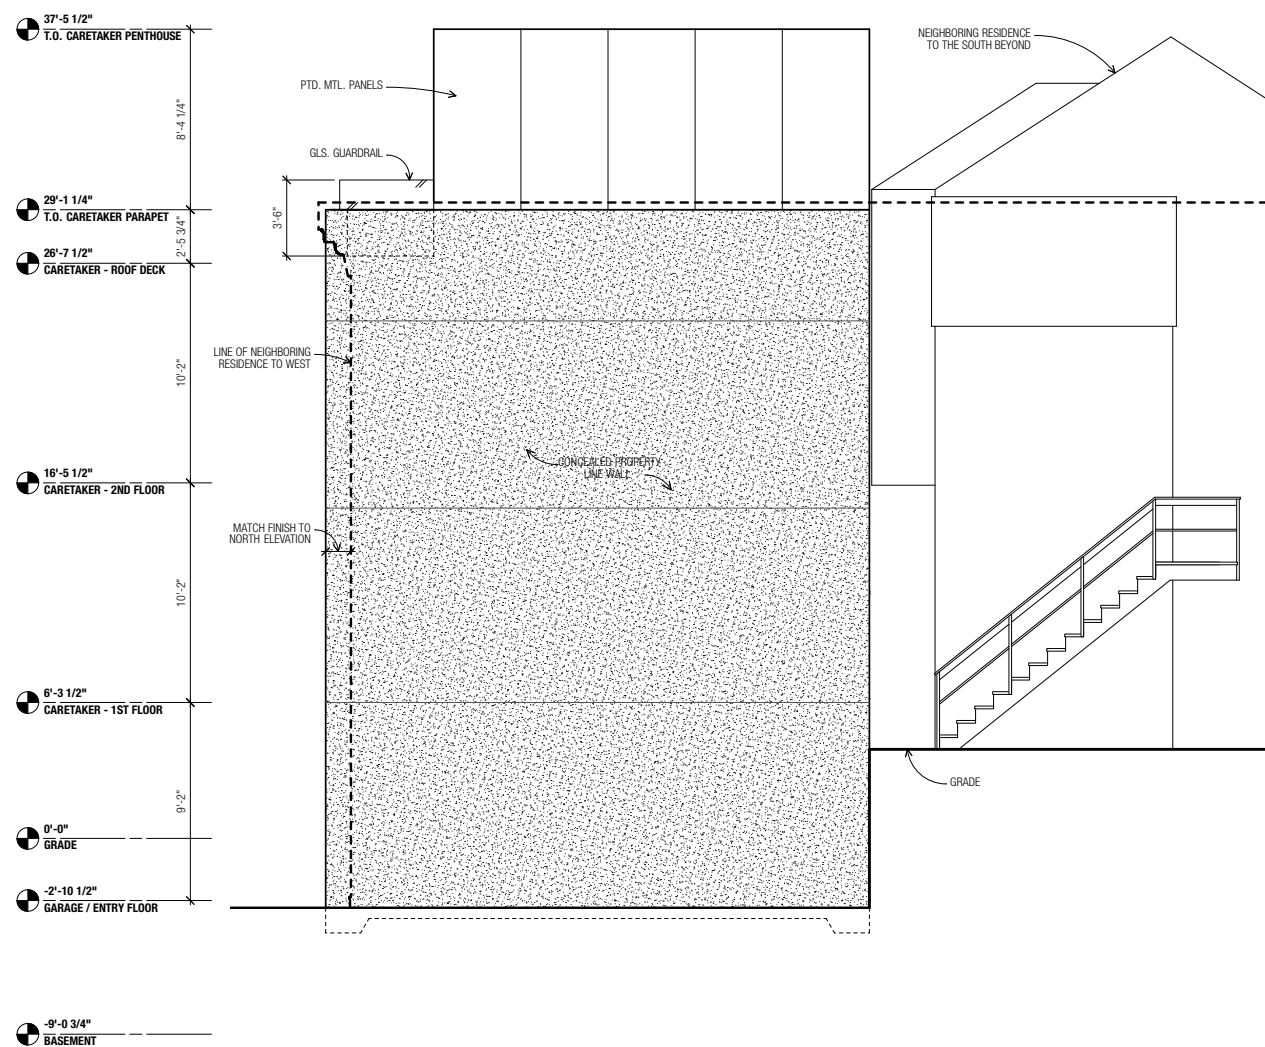 37'-5 1/2"
T.O. CARETAKER PENTHOUSE
NEIGHBORING RESIDENCE
TO THE SOUTH BEYOND
PTD. MTL. PANELS
8'-4 1/4"
GLS. GUARDRAIL
29'-1 1/4"
T.O. CARETAKER PARAPET
3'-6"
2'-5 3/4"
26'-7 1/2"
CARETAKER - ROOF DECK
LINE OF NEIGHBORING
RESIDENCE TO WEST
10'-2"
CONCEALED PROPERTY
LINE WALL
16'-5 1/2"
CARETAKER - 2ND FLOOR
MATCH FINISH TO
NORTH ELEVATION
10'-2"
6'-3 1/2"
CARETAKER - 1ST FLOOR
GRADE
9'-2"
0'-0"
GRADE
-2'-10 1/2"
GARAGE / ENTRY FLOOR
-9'-0 3/4"
BASEMENT